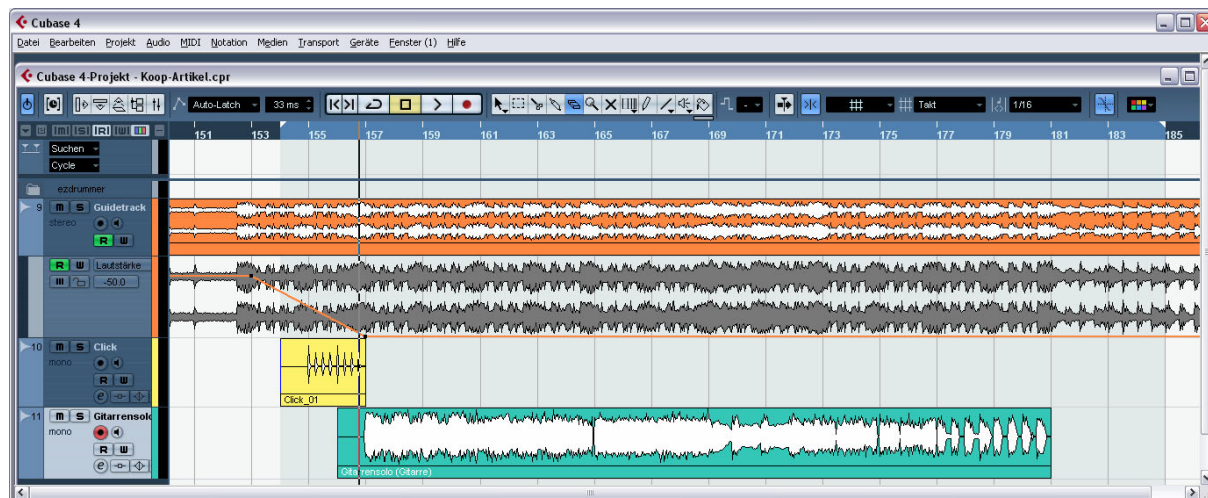 Cubase 4
Datei Bearbeiten Projekt Audio MIDI Notation Medien Transport Geräte Fenster (1) Hilfe
Cubase 4-Projekt - Koop-Artikel.cpr
Auto-Latch 33 ms Takt 1/16
m S R W
151 153 155 157 159 161 163 165 167 169 171 173 175 177 179 181 183 185
Suchen
Cycle
ezdrummer
9 m S Guidetrack
stereo
R W
R W Lautstärke
-50.0
10 m S Click
mono
R W
e
Click_01
11 m S Gitarrensolo
mono
R W
e
Gitarrensolo (Gitarre)